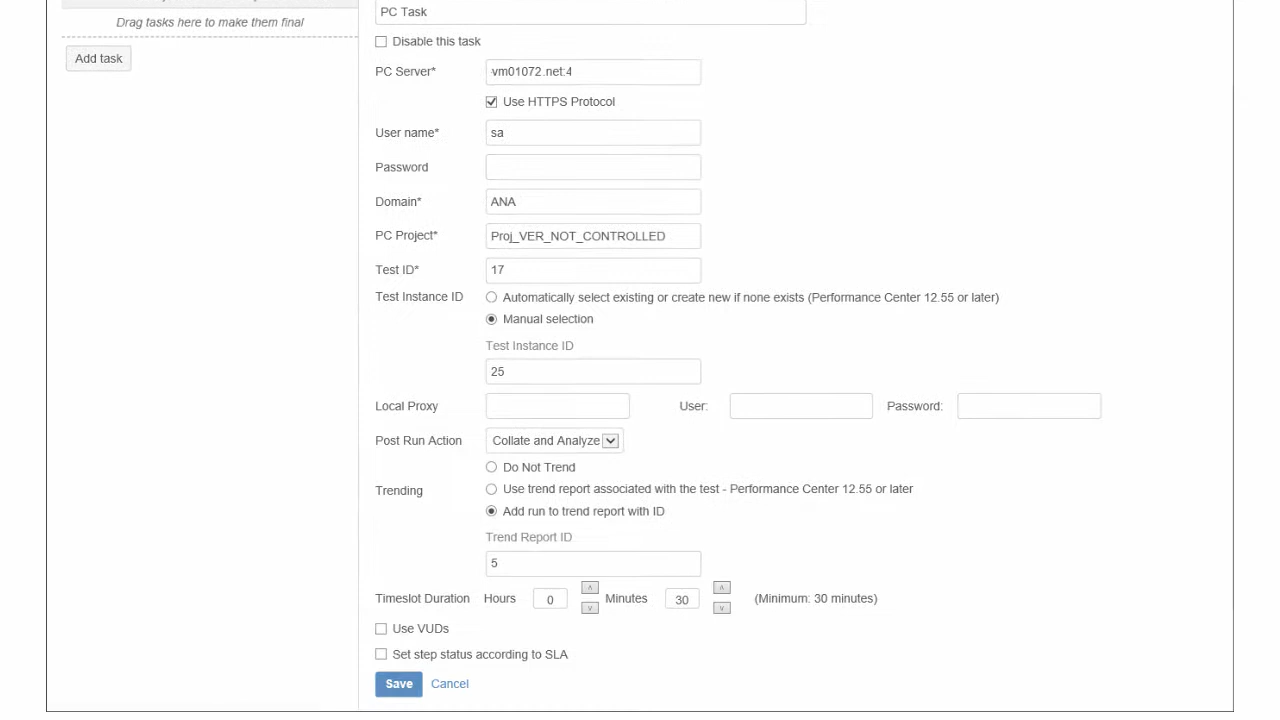 PC Task
Drag tasks here to make them final
Disable this task
Add task
PC Server* vm01072.net:4
Use HTTPS Protocol
User name* sa
Password
Domain* ANA
PC Project* Proj_VER_NOT_CONTROLLED
Test ID* 17
Test Instance ID Automatically select existing or create new if none exists (Performance Center 12.55 or later)
Manual selection
Test Instance ID
25
Local Proxy User: Password:
Post Run Action Collate and Analyze
Do Not Trend
Trending Use trend report associated with the test - Performance Center 12.55 or later
Add run to trend report with ID
Trend Report ID
5
Timeslot Duration Hours 0 Minutes 30 (Minimum: 30 minutes)
Use VUDs
Set step status according to SLA
Save Cancel